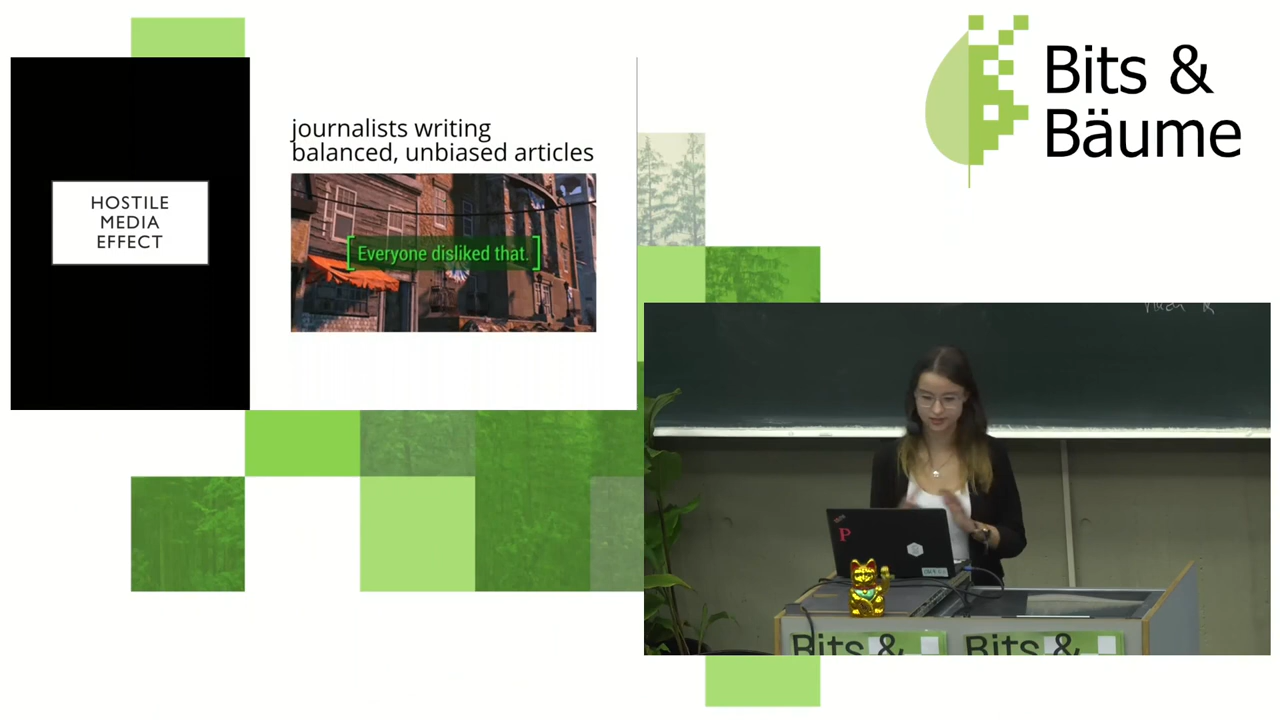 HOSTILE
MEDIA
EFFECT
journalists writing
balanced, unbiased articles
[Everyone disliked that.]
Bits &
Bäume
P
Bits &
Bits &